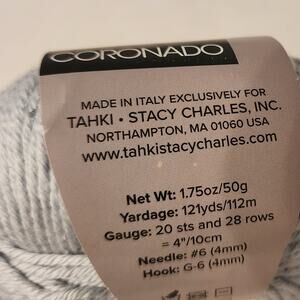 CORONADO
MADE IN ITALY EXCLUSIVELY FOR
TAHKI • STACY CHARLES, INC.
NORTHAMPTON, MA 01060 USA
www.tahkistacycharles.com
Net Wt: 1.75oz/50g
Yardage: 121yds/112m
Gauge: 20 sts and 28 rows
= 4"/10cm
Needle: #6 (4mm)
Hook: G-6 (4mm)